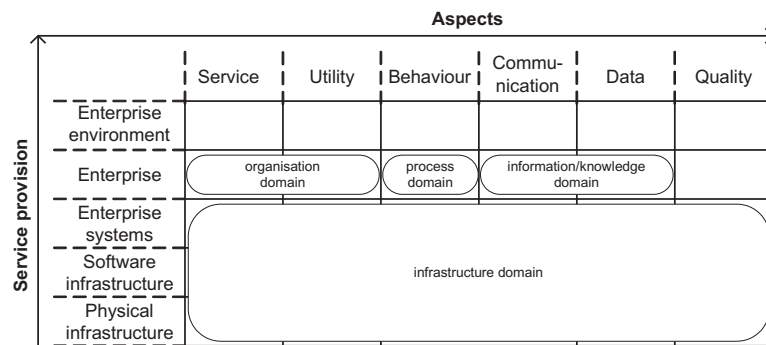 Aspects
Service
Utility
Behaviour
Commu-
nication
Data
Quality
Service provision
Enterprise
environment
Enterprise
organisation
domain
process
domain
information/knowledge
domain
Enterprise
systems
Software
infrastructure
Physical
infrastructure
infrastructure domain